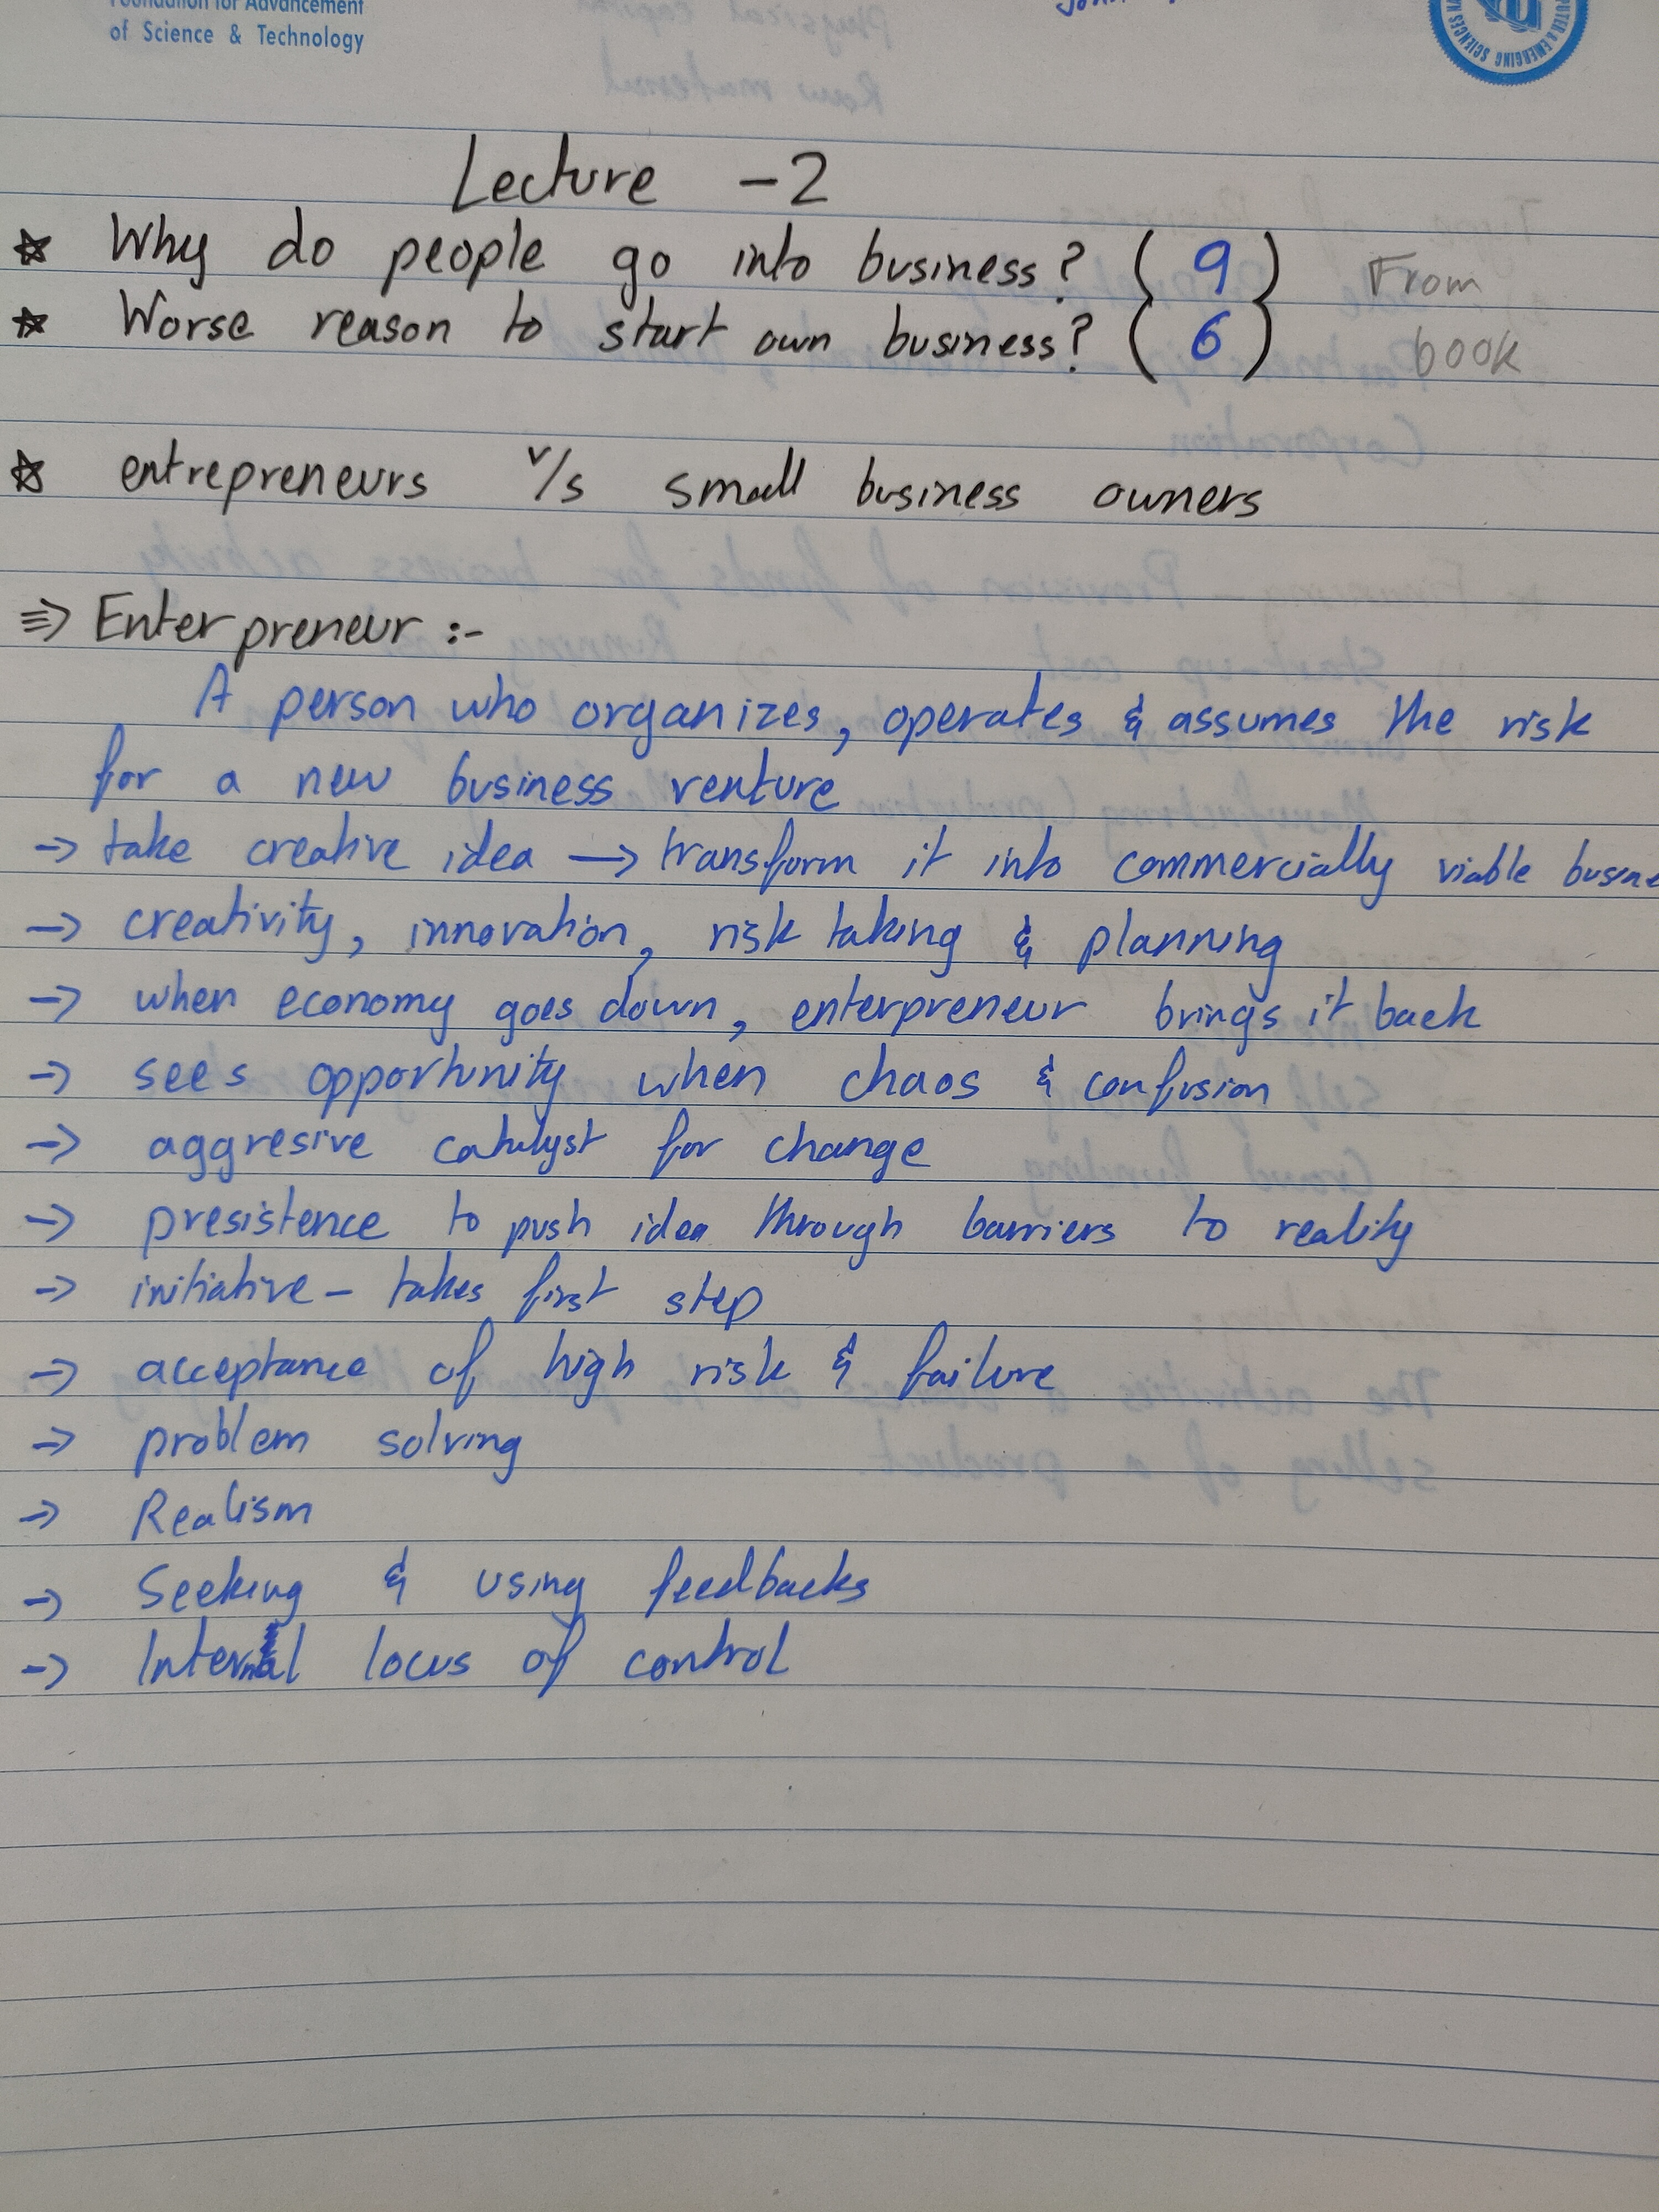 Foundation for Advancement
of Science & Technology
Lecture -2
☆ Why do people go into business? (9)
☆ Worse reason to start own business? (6)
From
book
☆ entrepreneurs v/s small business owners
⇒ Enterpreneur :-
A person who organizes, operates & assumes the risk
for a new business venture
→ take creative idea → transform it into commercially viable busine
→ creativity, innovation, risk taking & planning
→ when economy goes down, enterpreneur brings it back
→ sees opportunity when chaos & confusion
→ aggresive catalyst for change
→ presistence to push idea through barriers to reality
→ initiative - takes first step
→ acceptance of high risk & failure
→ problem solving
→ Realism
→ Seeking & using feedbacks
→ Internal locus of control